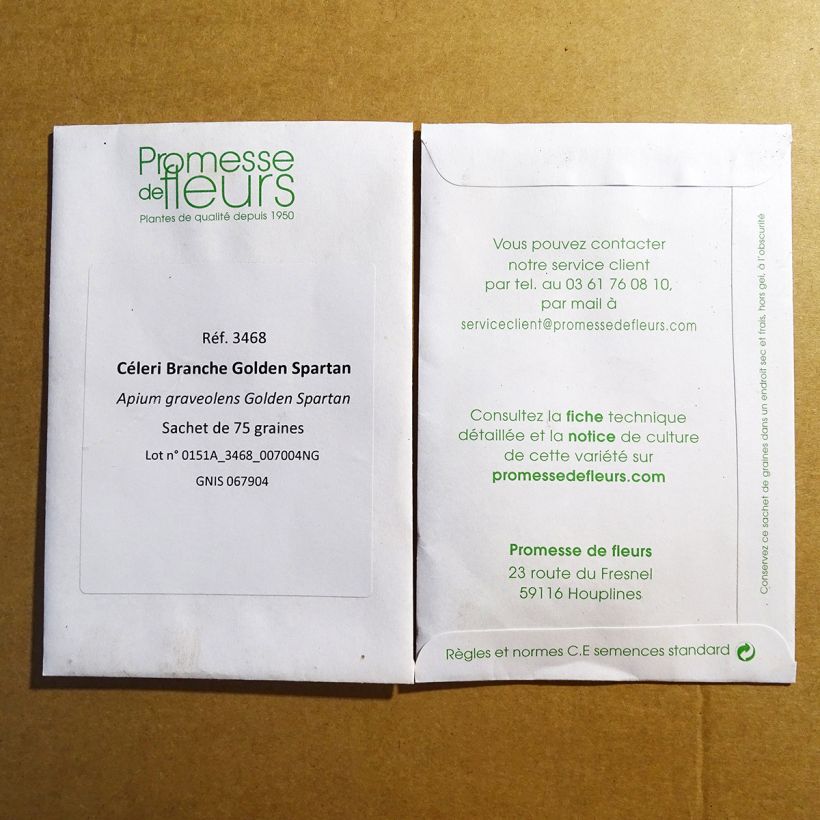 Promesse
de fleurs
Plantes de qualité depuis 1950
Réf. 3468
Céleri Branche Golden Spartan
Apium graveolens Golden Spartan
Sachet de 75 graines
Lot n° 0151A_3468_007004NG
GNIS 067904
Vous pouvez contacter
notre service client
par tel. au 03 61 76 08 10,
par mail à
serviceclient@promessedefleurs.com
Consultez la fiche technique
détaillée et la notice de culture
de cette variété sur
promessedefleurs.com
Promesse de fleurs
23 route du Fresnel
59116 Houplines
Règles et normes C.E semences standard
Conservez ce sachet de graines dans un endroit sec et frais, hors gel, à l'obscurité